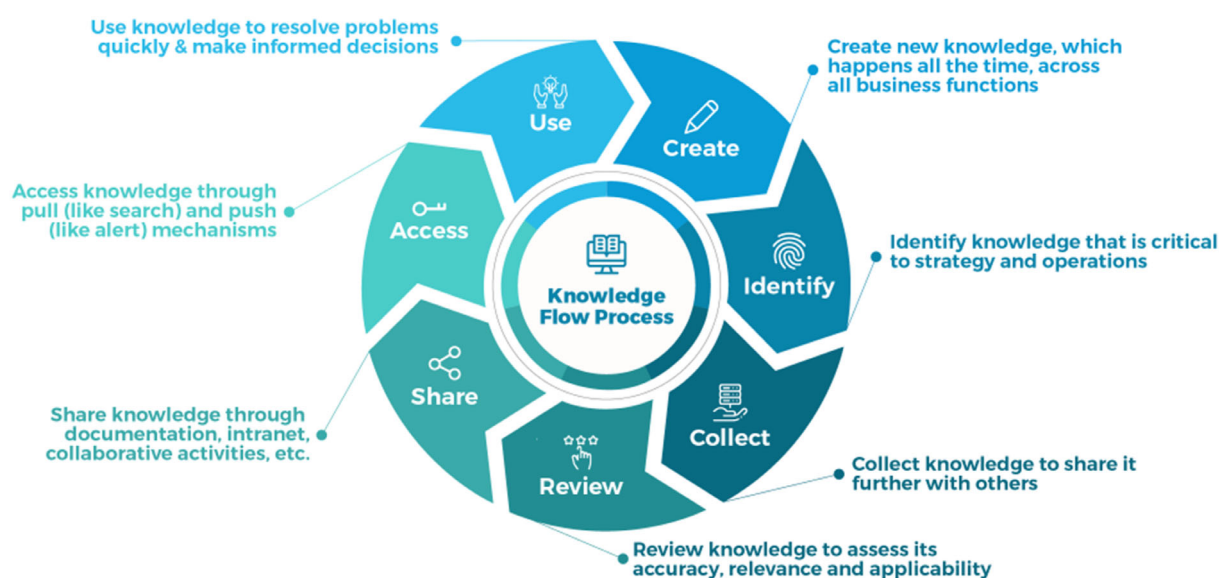 Use knowledge to resolve problems
quickly & make informed decisions
Create new knowledge, which
happens all the time, across
all business functions
Use
Create
Access knowledge through
pull (like search) and push
(like alert) mechanisms
Access
Identify
Identify knowledge that is critical
to strategy and operations
Knowledge
Flow Process
Share
Collect
Share knowledge through
documentation, intranet,
collaborative activities, etc.
Review
Collect knowledge to share it
further with others
Review knowledge to assess its
accuracy, relevance and applicability